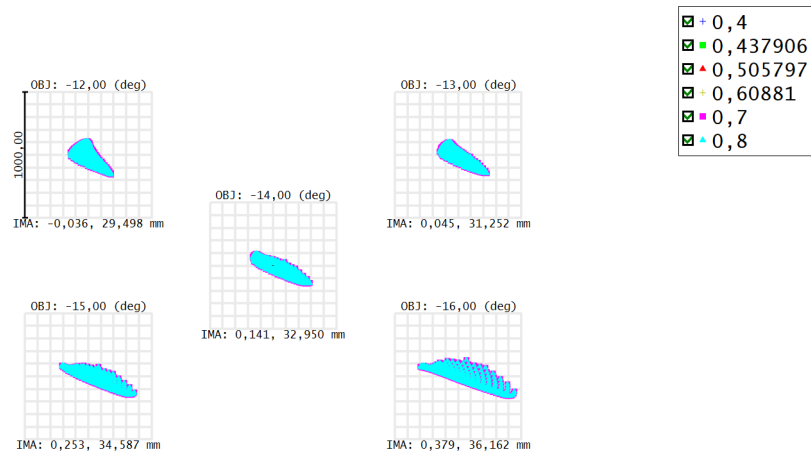 0,4
0,437906
0,505797
0,60881
0,7
0,8
OBJ: -12,00 (deg)
1000,00
IMA: -0,036, 29,498 mm
OBJ: -13,00 (deg)
IMA: 0,045, 31,252 mm
OBJ: -14,00 (deg)
IMA: 0,141, 32,950 mm
OBJ: -15,00 (deg)
IMA: 0,253, 34,587 mm
OBJ: -16,00 (deg)
IMA: 0,379, 36,162 mm